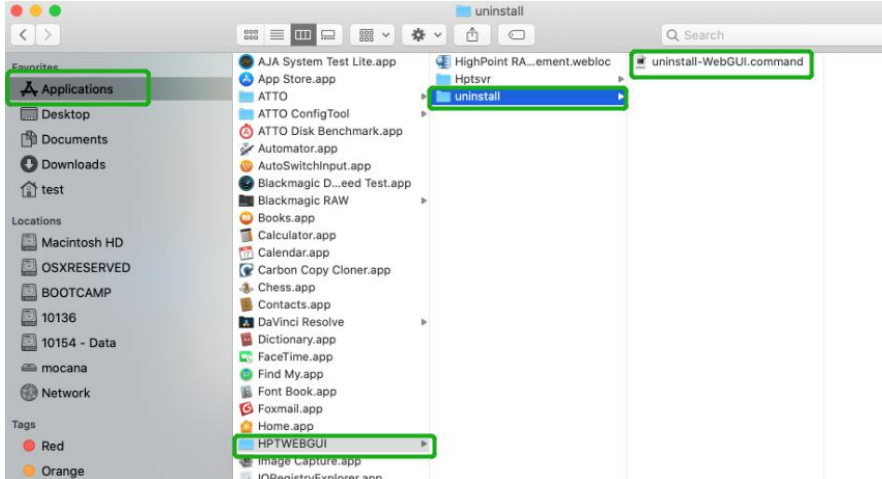 uninstall
Search
Favorites
Applications
Desktop
Documents
Downloads
test
Locations
Macintosh HD
OSXRESERVED
BOOTCAMP
10136
10154 - Data
mocana
Network
Tags
Red
Orange
AJA System Test Lite.app
App Store.app
ATTO
ATTO ConfigTool
ATTO Disk Benchmark.app
Automator.app
AutoSwitchInput.app
Blackmagic D...eed Test.app
Blackmagic RAW
Books.app
Calculator.app
Calendar.app
Carbon Copy Cloner.app
Chess.app
Contacts.app
DaVinci Resolve
Dictionary.app
FaceTime.app
Find My.app
Font Book.app
Foxmail.app
Home.app
HPTWEBGUI
Image Capture.app
IORegistryExplorer.app
HighPoint RA...ement.webloc
Hptsvr
uninstall
uninstall-WebGUI.command